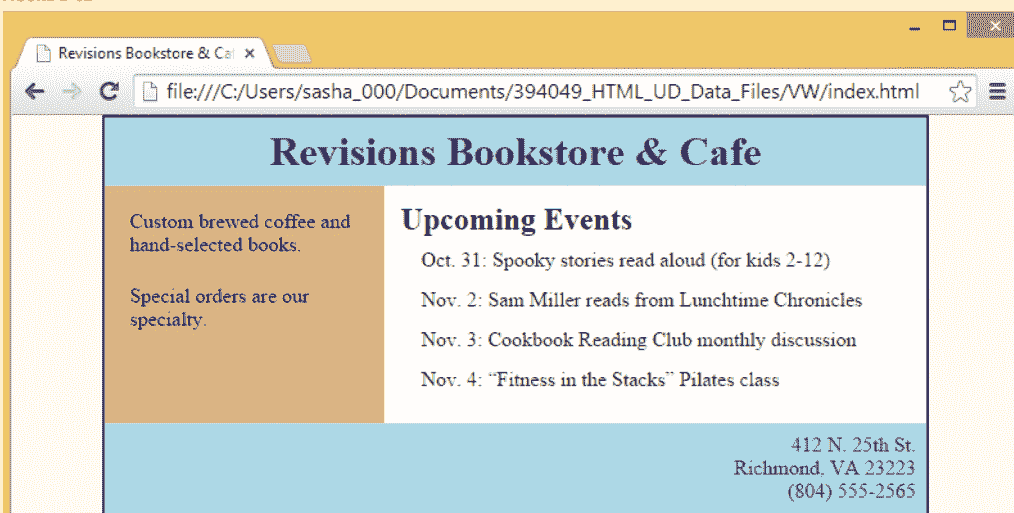 Revisions Bookstore & Ca
file:///C:/Users/sasha_000/Documents/394049_HTML_UD_Data_Files/VW/index.html
Revisions Bookstore & Cafe
Custom brewed coffee and
hand-selected books.
Special orders are our
specialty.
Upcoming Events
Oct. 31: Spooky stories read aloud (for kids 2-12)
Nov. 2: Sam Miller reads from Lunchtime Chronicles
Nov. 3: Cookbook Reading Club monthly discussion
Nov. 4: “Fitness in the Stacks” Pilates class
412 N. 25th St.
Richmond, VA 23223
(804) 555-2565